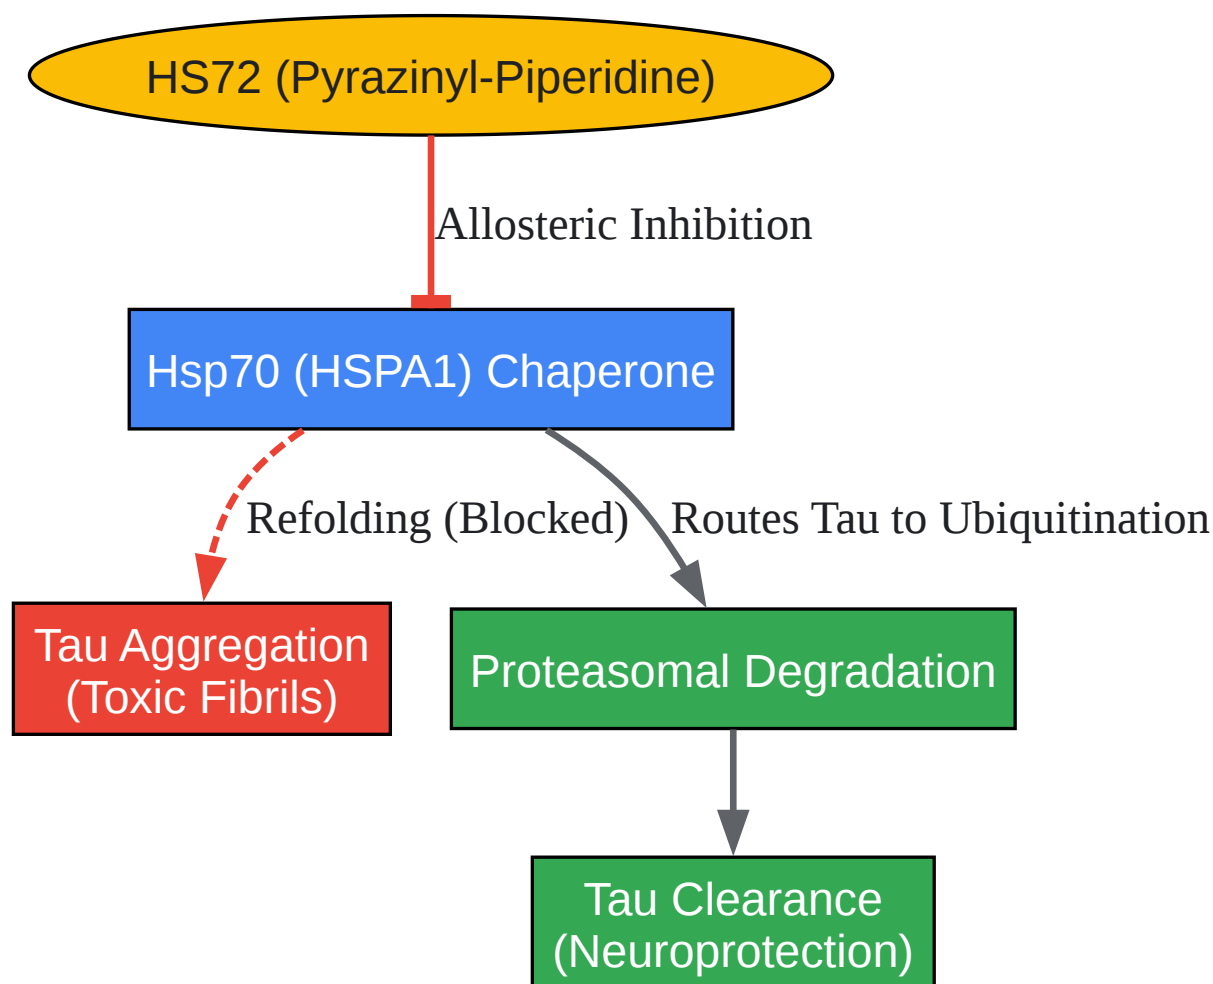 HS72 (Pyrazinyl-Piperidine)
Allosteric Inhibition
Hsp70 (HSPA1) Chaperone
Refolding (Blocked)
Routes Tau to Ubiquitination
Tau Aggregation
(Toxic Fibrils)
Proteasomal Degradation
Tau Clearance
(Neuroprotection)